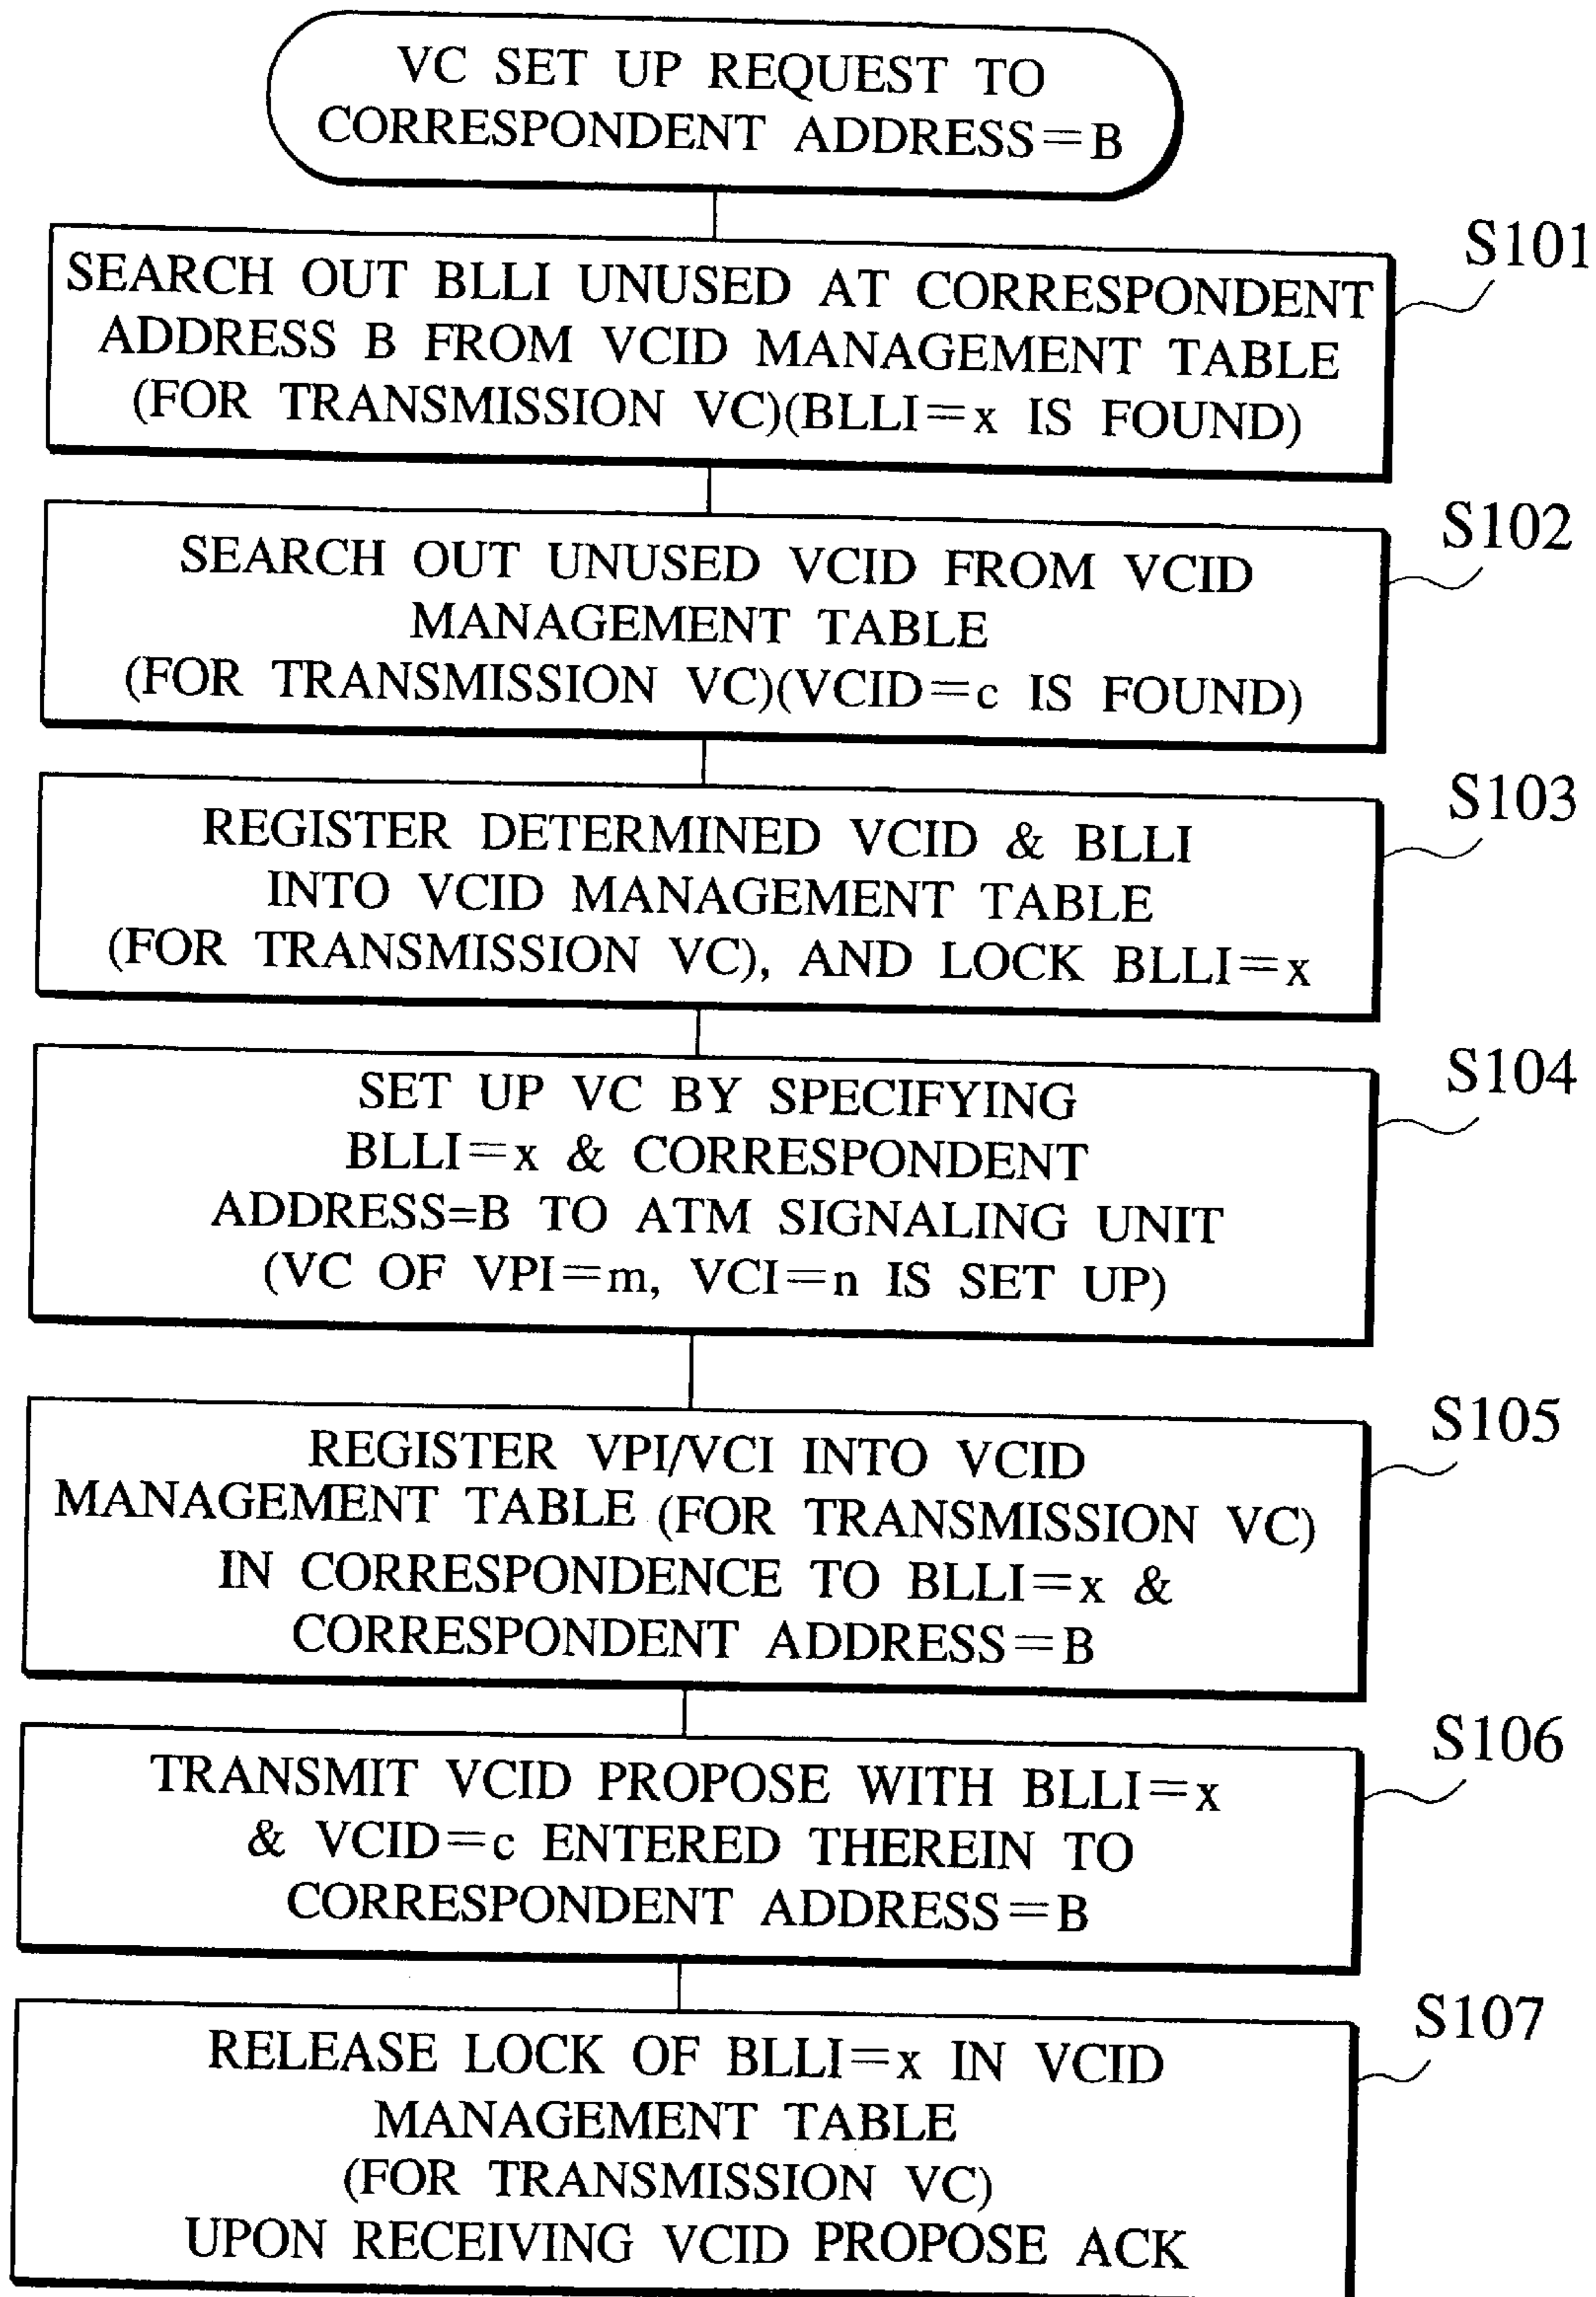 VC SET UP REQUEST TO
CORRESPONDENT ADDRESS=B
S101
SEARCH OUT BLLI UNUSED AT CORRESPONDENT
ADDRESS B FROM VCID MANAGEMENT TABLE
(FOR TRANSMISSION VC)(BLLI=x IS FOUND)
S102
SEARCH OUT UNUSED VCID FROM VCID
MANAGEMENT TABLE
(FOR TRANSMISSION VC)(VCID=c IS FOUND)
S103
REGISTER DETERMINED VCID & BLLI
INTO VCID MANAGEMENT TABLE
(FOR TRANSMISSION VC), AND LOCK BLLI=x
S104
SET UP VC BY SPECIFYING
BLLI=x & CORRESPONDENT
ADDRESS=B TO ATM SIGNALING UNIT
(VC OF VPI=m, VCI=n IS SET UP)
S105
REGISTER VPI/VCI INTO VCID
MANAGEMENT TABLE (FOR TRANSMISSION VC)
IN CORRESPONDENCE TO BLLI=x &
CORRESPONDENT ADDRESS=B
S106
TRANSMIT VCID PROPOSE WITH BLLI=x
& VCID=c ENTERED THEREIN TO
CORRESPONDENT ADDRESS=B
S107
RELEASE LOCK OF BLLI=x IN VCID
MANAGEMENT TABLE
(FOR TRANSMISSION VC)
UPON RECEIVING VCID PROPOSE ACK